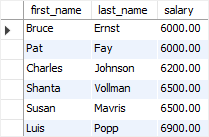 first_name last_name salary
Bruce Ernst 6000.00
Pat Fay 6000.00
Charles Johnson 6200.00
Shanta Vollman 6500.00
Susan Mavris 6500.00
Luis Popp 6900.00